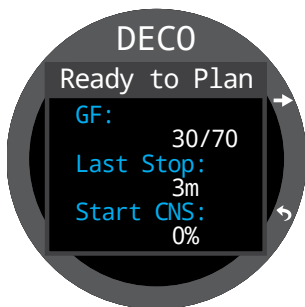 DECO
Ready to Plan
GF:
30/70
Last Stop:
3m
Start CNS:
0%